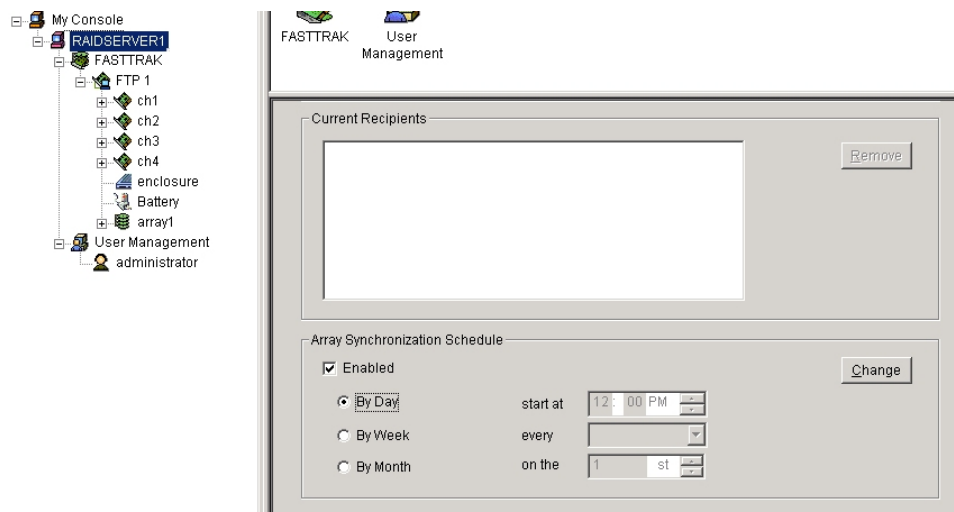 My Console
RAIDSERVER1
FASTTRAK
FTP 1
ch1
ch2
ch3
ch4
enclosure
Battery
array1
User Management
administrator
FASTTRAK
User
Management
Current Recipients
Remove
Array Synchronization Schedule
Enabled
Change
By Day start at 12 : 00 PM
By Week every
By Month on the 1 st